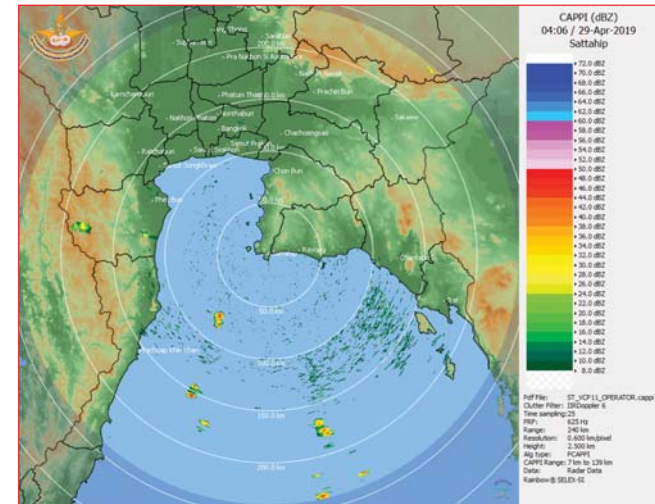 CAPPI (dBZ)
04:06 / 29-Apr-2019
Sattahip
72.0 dBZ
70.0 dBZ
68.0 dBZ
66.0 dBZ
64.0 dBZ
62.0 dBZ
60.0 dBZ
58.0 dBZ
56.0 dBZ
54.0 dBZ
52.0 dBZ
50.0 dBZ
48.0 dBZ
46.0 dBZ
44.0 dBZ
42.0 dBZ
40.0 dBZ
38.0 dBZ
36.0 dBZ
34.0 dBZ
32.0 dBZ
30.0 dBZ
28.0 dBZ
26.0 dBZ
24.0 dBZ
22.0 dBZ
20.0 dBZ
18.0 dBZ
16.0 dBZ
14.0 dBZ
12.0 dBZ
10.0 dBZ
8.0 dBZ
Pdf File: ST_VCP11_OPERATOR.cappi
Clutter Filter: IIRDoppler 6
Time sampling: 25
PRF: 625 Hz
Range: 240 km
Resolution: 0.600 km/pixel
Height: 2.500 km
Alg type: PCAPPI
CAPPI Range: 7 km to 139 km
Data: Radar Data
Rainbow® SELEX-SI
Saraburi
200.0 km
Pra Nakhon Si
Prachin Buri
Kanchanaburi
Nonthaburi
Sakaew
Bangkok
Chachoengsao
Ratchaburi
Chon Buri
Rayong
50.0 km
150.0 km
200.0 km